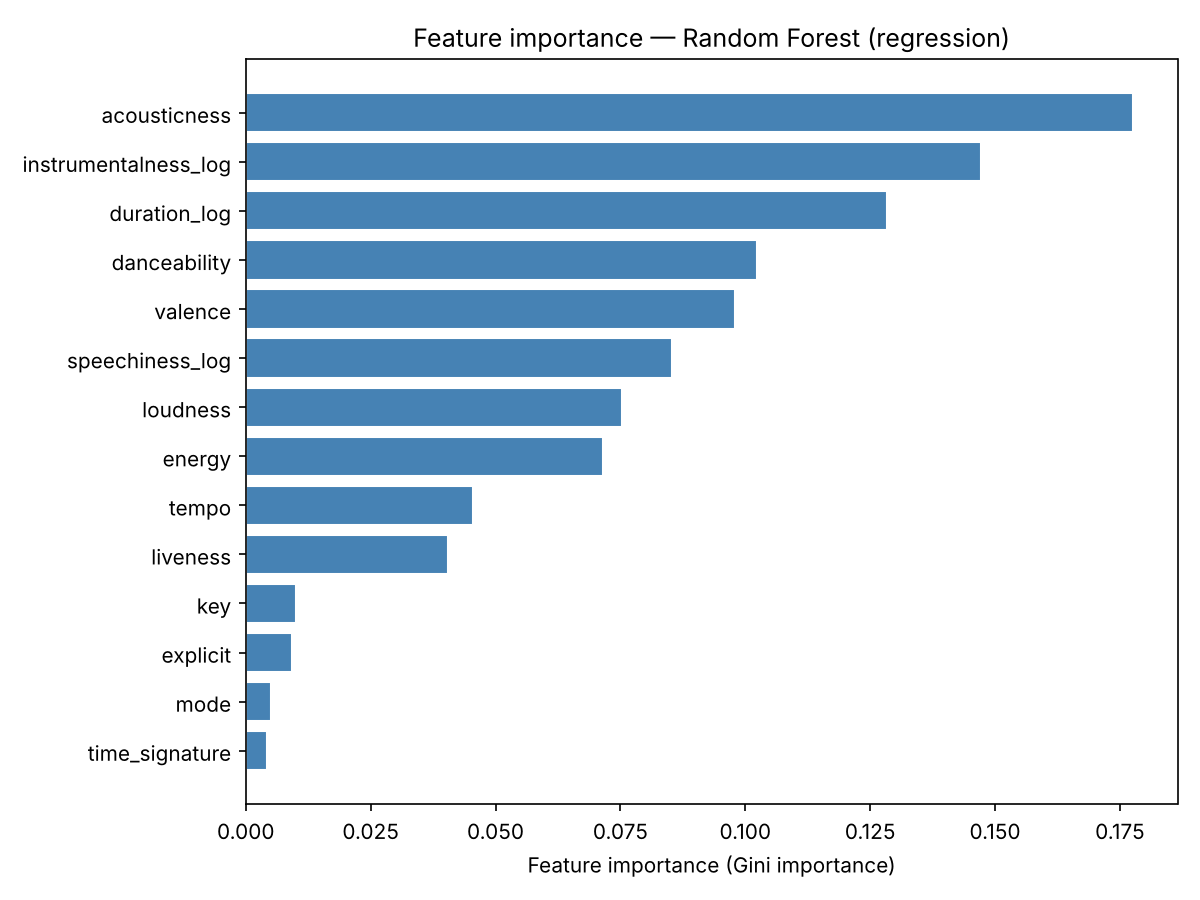 Feature importance — Random Forest (regression)
acousticness
instrumentalness_log
duration_log
danceability
valence
speechiness_log
loudness
energy
tempo
liveness
key
explicit
mode
time_signature
0.000 0.025 0.050 0.075 0.100 0.125 0.150 0.175
Feature importance (Gini importance)